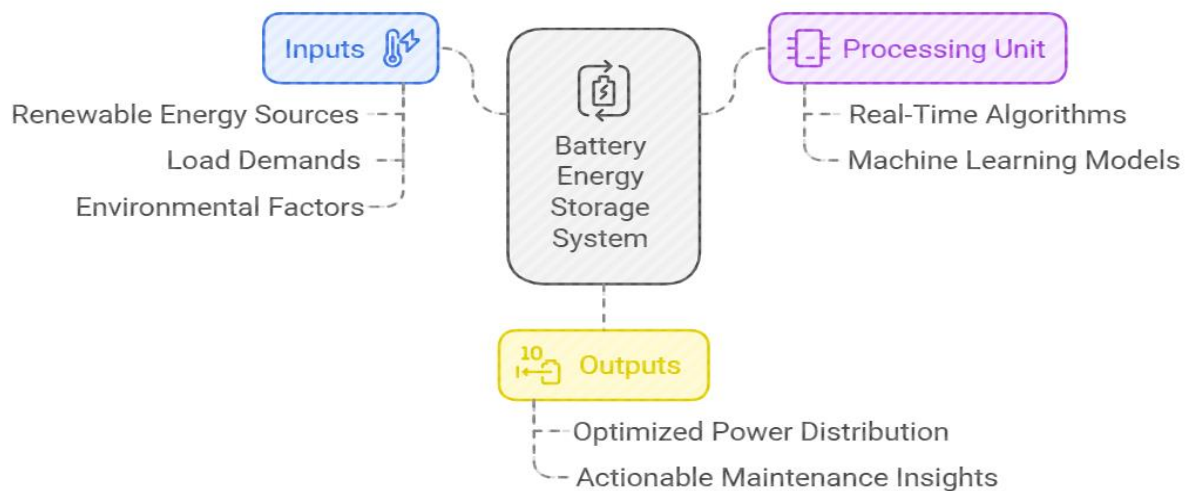 Inputs
Renewable Energy Sources
Load Demands
Environmental Factors
Battery
Energy
Storage
System
Processing Unit
Real-Time Algorithms
Machine Learning Models
10
Outputs
Optimized Power Distribution
Actionable Maintenance Insights